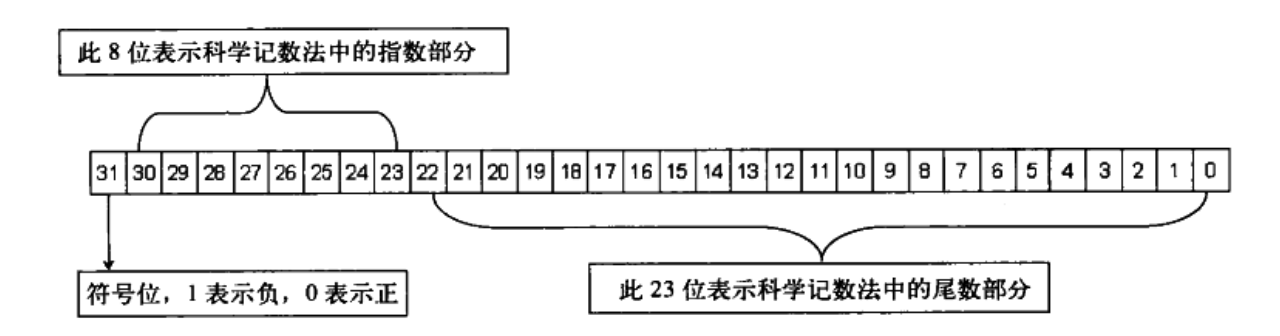 此 8 位表示科学记数法中的指数部分
31 30 29 28 27 26 25 24 23 22 21 20 19 18 17 16 15 14 13 12 11 10 9 8 7 6 5 4 3 2 1 0
符号位，1 表示负，0 表示正
此 23 位表示科学记数法中的尾数部分